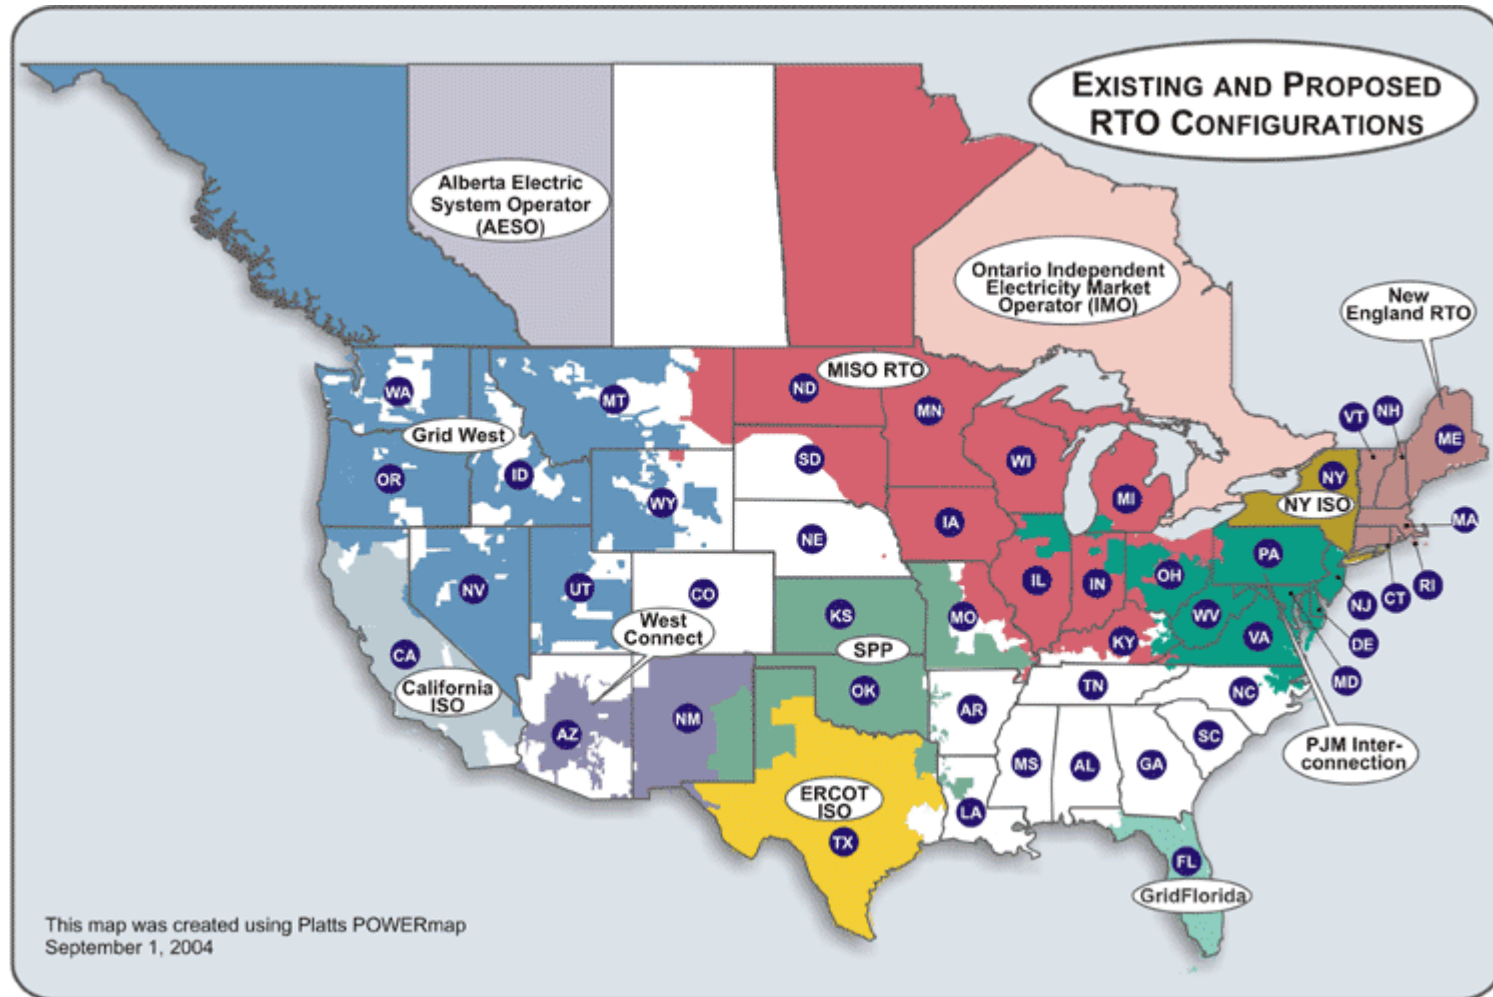 EXISTING AND PROPOSED
RTO CONFIGURATIONS
Alberta Electric
System Operator
(AESO)
Ontario Independent
Electricity Market
Operator (IMO)
New
England RTO
MISO RTO
Grid West
NY ISO
West
Connect
SPP
California
ISO
PJM Inter-
connection
ERCOT
ISO
GridFlorida
WA
MT
ND
MN
VT
NH
ME
OR
ID
WY
SD
WI
MI
NY
MA
IA
NE
PA
NV
UT
CO
KS
MO
IL
IN
OH
WV
VA
KY
NJ
CT
RI
DE
MD
CA
AZ
NM
OK
AR
TN
NC
SC
MS
AL
GA
LA
TX
FL
This map was created using Platts POWERmap
September 1, 2004